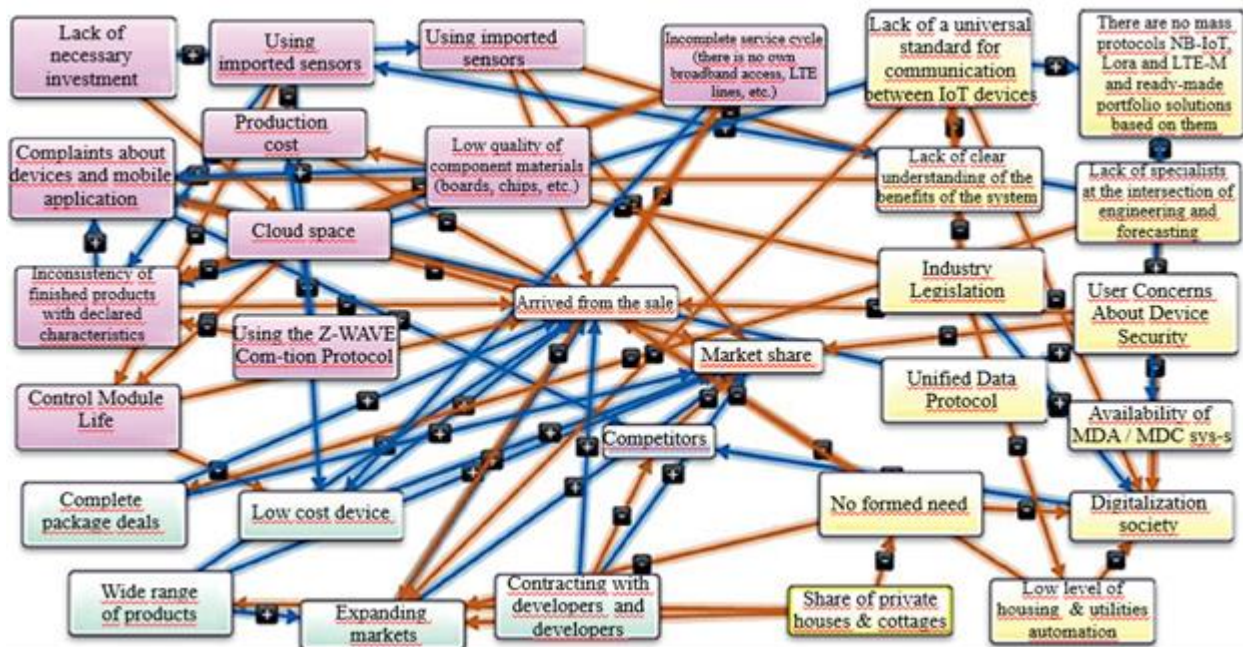 Lack of
necessary
investment
Using
imported sensors
Using imported
sensors
Incomplete service cycle
(there is no own
broadband access, LTE
lines, etc.)
Lack of a universal
standard for
communication
between IoT devices
There are no mass
protocols NB-IoT,
Lora and LTE-M
and ready-made
portfolio solutions
based on them
Production
cost
Complaints about
devices and mobile
application
Low quality of
component materials
(boards, chips, etc.)
Lack of clear
understanding of the
benefits of the system
Lack of specialists
at the intersection of
engineering and
forecasting
Cloud space
Inconsistency of
finished products
with declared
characteristics
Arrived from the sale
Industry
Legislation
User Concerns
About Device
Security
Using the Z-WAVE
Com-tion Protocol
Market share
Unified Data
Protocol
Control Module
Life
Competitors
Availability of
MDA / MDC sys-s
Complete
package deals
Low cost device
No formed need
Digitalization
society
Wide range
of products
Expanding
markets
Contracting with
developers and
developers
Share of private
houses & cottages
Low level of
housing & utilities
automation